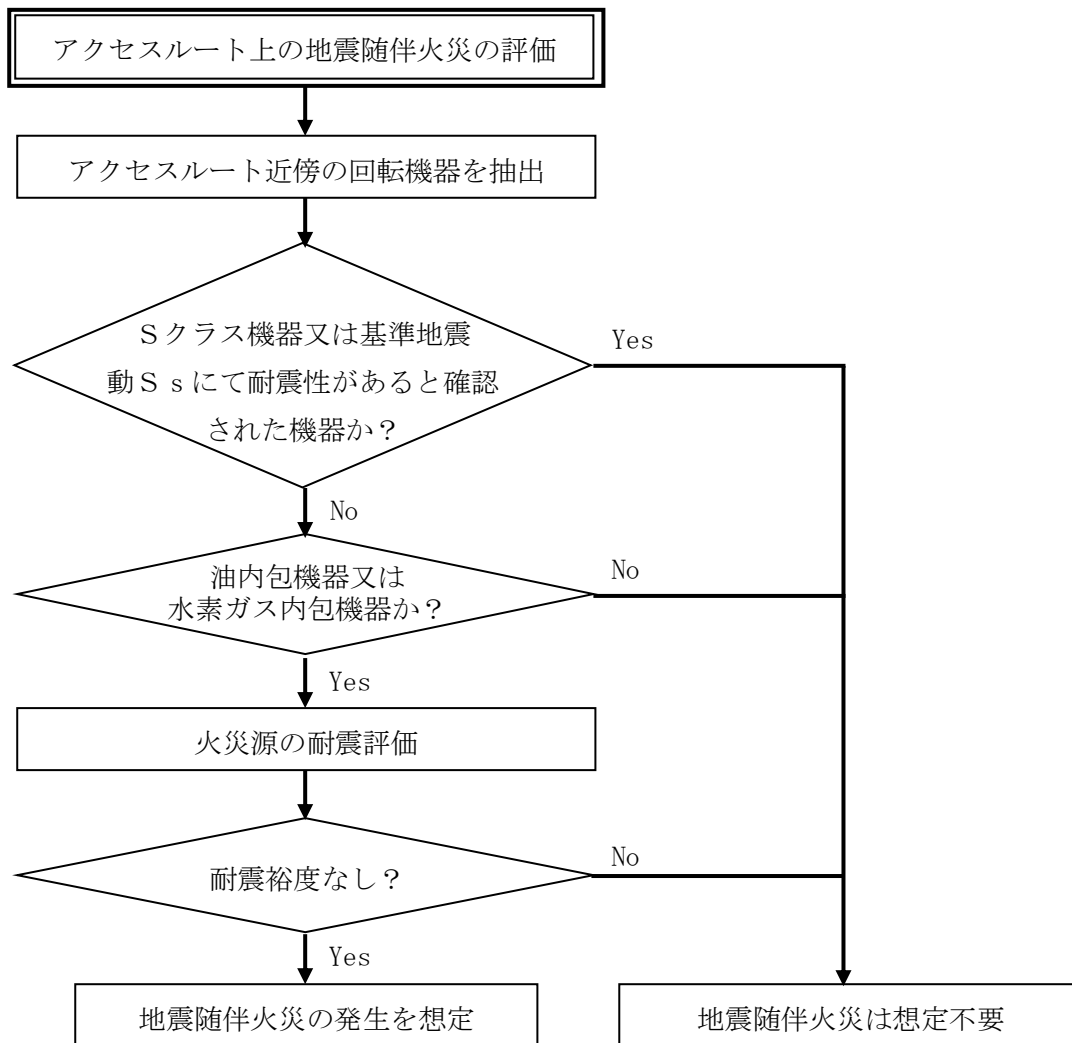 アクセスルート上の地震随伴火災の評価
アクセスルート近傍の回転機器を抽出
Ｓクラス機器又は基準地震
動Ｓｓにて耐震性があると確認
された機器か？
Yes
No
油内包機器又は
水素ガス内包機器か？
No
Yes
火災源の耐震評価
耐震裕度なし？
No
Yes
地震随伴火災の発生を想定
地震随伴火災は想定不要